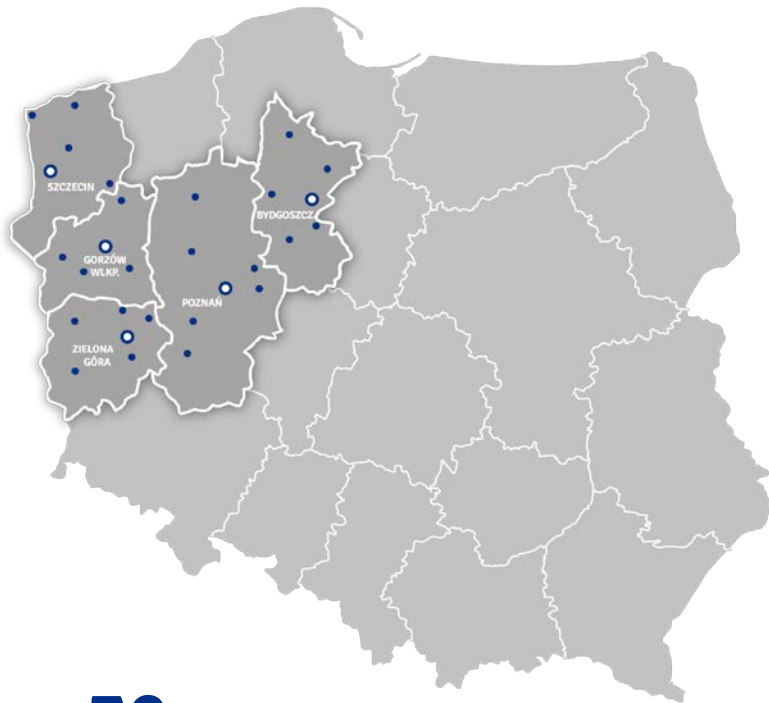 SZCZECIN
BYDGOSZCZ
GORZÓW
WLKP.
POZNAŃ
ZIELONA
GÓRA